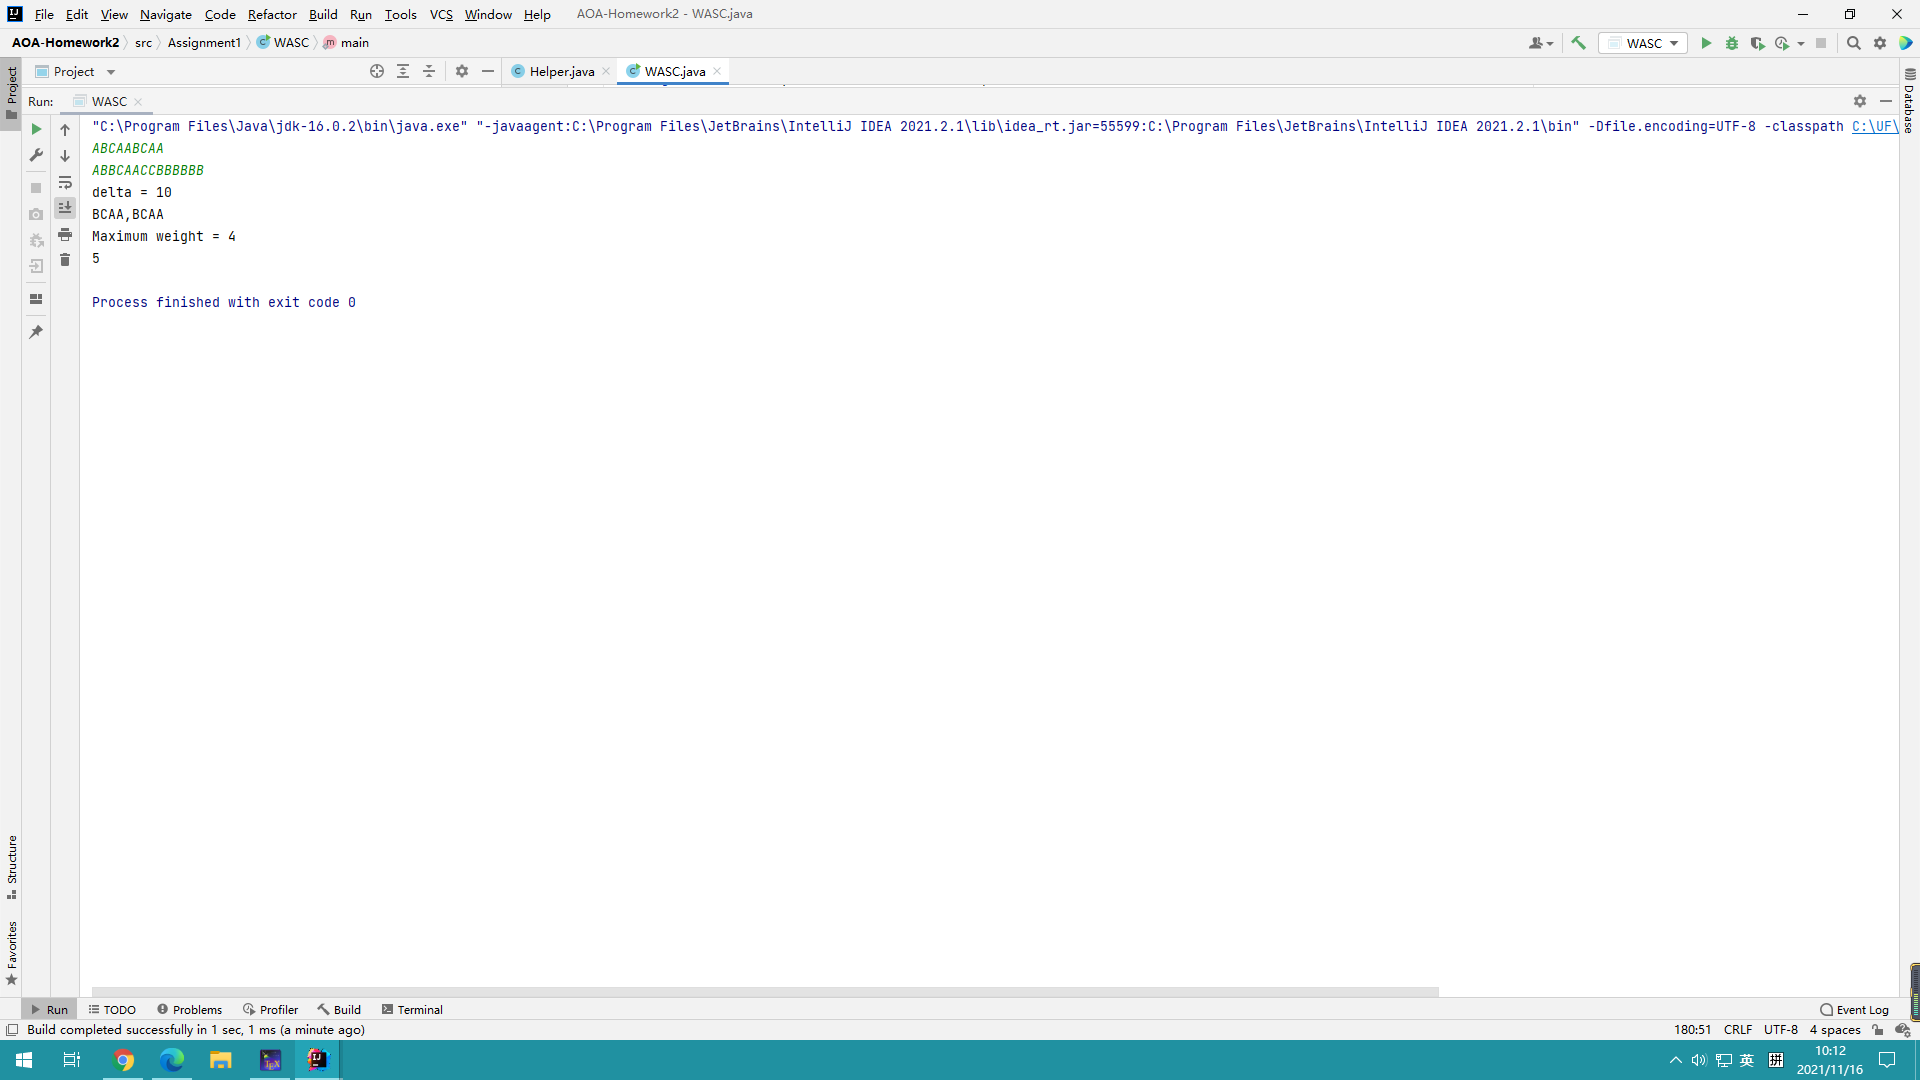 File Edit View Navigate Code Refactor Build Run Tools VCS Window Help AOA-Homework2 - WASC.java
AOA-Homework2 src Assignment1 WASC main WASC
Project Helper.java WASC.java
Run: WASC
"C:\Program Files\Java\jdk-16.0.2\bin\java.exe" "-javaagent:C:\Program Files\JetBrains\IntelliJ IDEA 2021.2.1\lib\idea_rt.jar=55599:C:\Program Files\JetBrains\IntelliJ IDEA 2021.2.1\bin" -Dfile.encoding=UTF-8 -classpath C:\UF\
ABCAABCAA
ABBCAACCBBBBBB
delta = 10
BCAA,BCAA
Maximum weight = 4
5
Process finished with exit code 0
Project
Structure
Favorites
Database
Run TODO Problems Profiler Build Terminal Event Log
Build completed successfully in 1 sec, 1 ms (a minute ago) 180:51 CRLF UTF-8 4 spaces
英 拼 10:12
2021/11/16